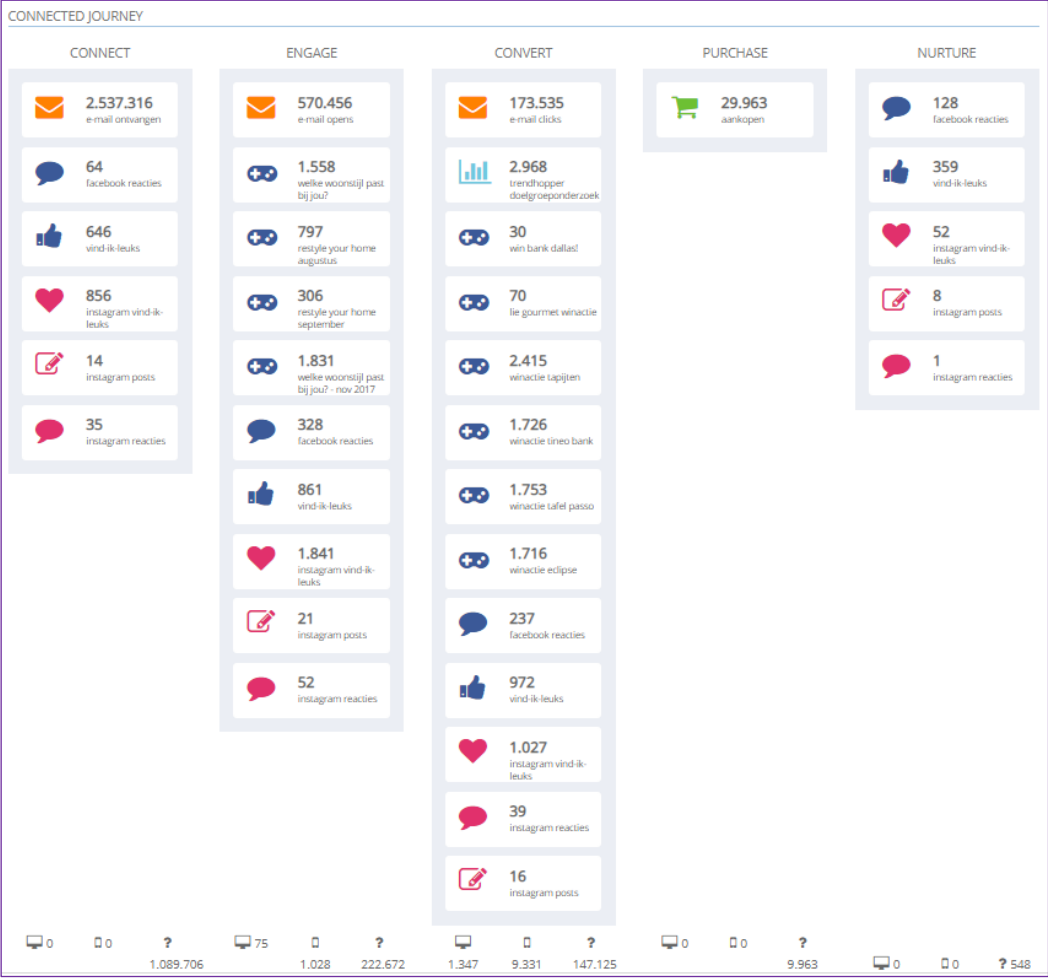 CONNECTED JOURNEY
CONNECT
2.537.316
e-mail ontvangen
64
facebook reacties
646
vind-ik-leuks
856
instagram vind-ik-
leuks
14
instagram posts
35
instagram reacties
0
0
?
1.089.706
ENGAGE
570.456
e-mail opens
1.558
welke woonstijl past
bij jou?
797
restyle your home
augustus
306
restyle your home
september
1.831
welke woonstijl past
bij jou? - nov 2017
328
facebook reacties
861
vind-ik-leuks
1.841
instagram vind-ik-
leuks
21
instagram posts
52
instagram reacties
75
?
1.028
222.672
CONVERT
173.535
e-mail clicks
2.968
trendhopper
doelgroeponderzoek
30
win bank dallas!
70
lie gourmet winactie
2.415
winactie tapijten
1.726
winactie tineo bank
1.753
winactie tafel passo
1.716
winactie eclipse
237
facebook reacties
972
vind-ik-leuks
1.027
instagram vind-ik-
leuks
39
instagram reacties
16
instagram posts
?
1.347
9.331
147.125
PURCHASE
29.963
aankopen
0
0
?
9.963
NURTURE
128
facebook reacties
359
vind-ik-leuks
52
instagram vind-ik-
leuks
8
instagram posts
1
instagram reacties
0
0
? 548